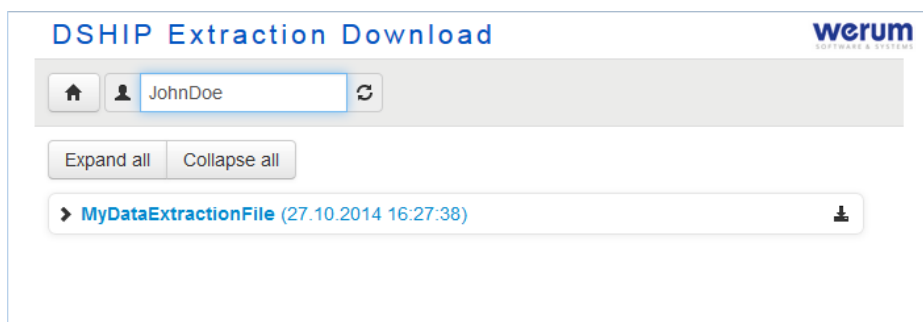 DSHIP Extraction Download
werum
SOFTWARE & SYSTEMS
JohnDoe
Expand all Collapse all
MyDataExtractionFile (27.10.2014 16:27:38)